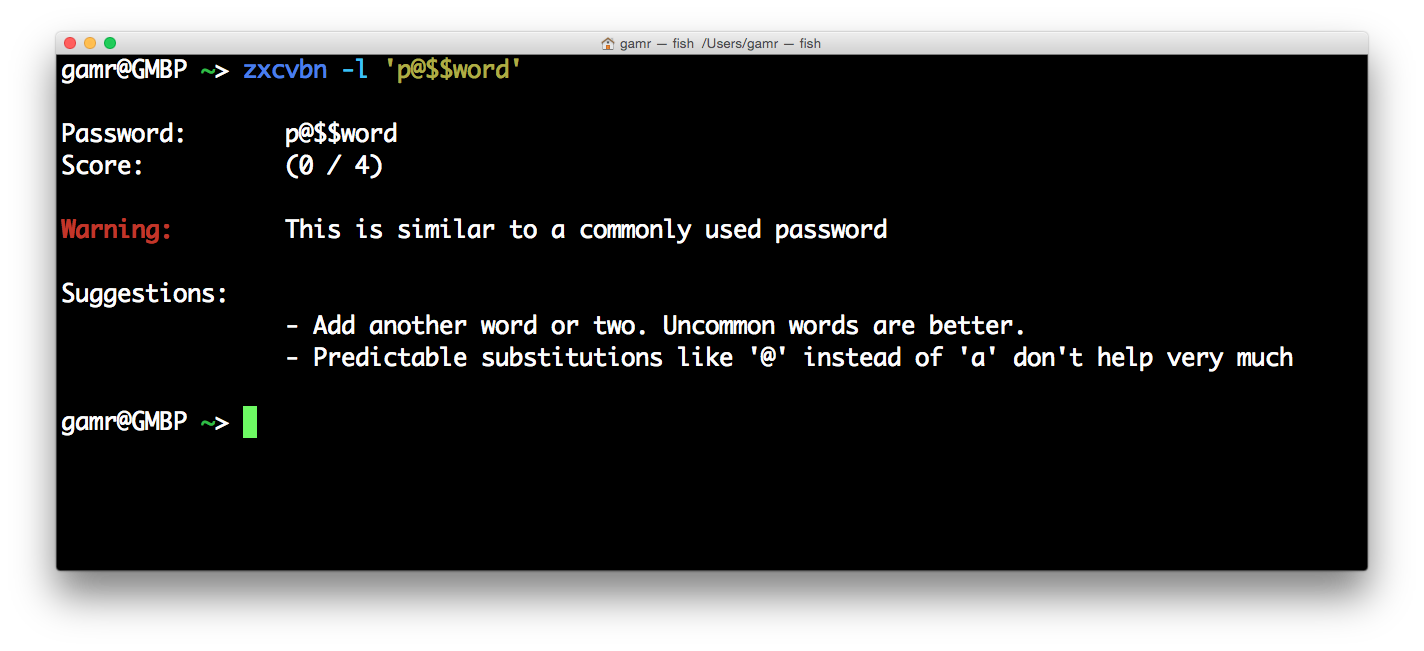 gamr — fish /Users/gamr — fish
gamr@GMBP ~> zxcvbn -l 'p@$$word'
Password: p@$$word
Score: (0 / 4)
Warning: This is similar to a commonly used password
Suggestions:
- Add another word or two. Uncommon words are better.
- Predictable substitutions like '@' instead of 'a' don't help very much
gamr@GMBP ~>